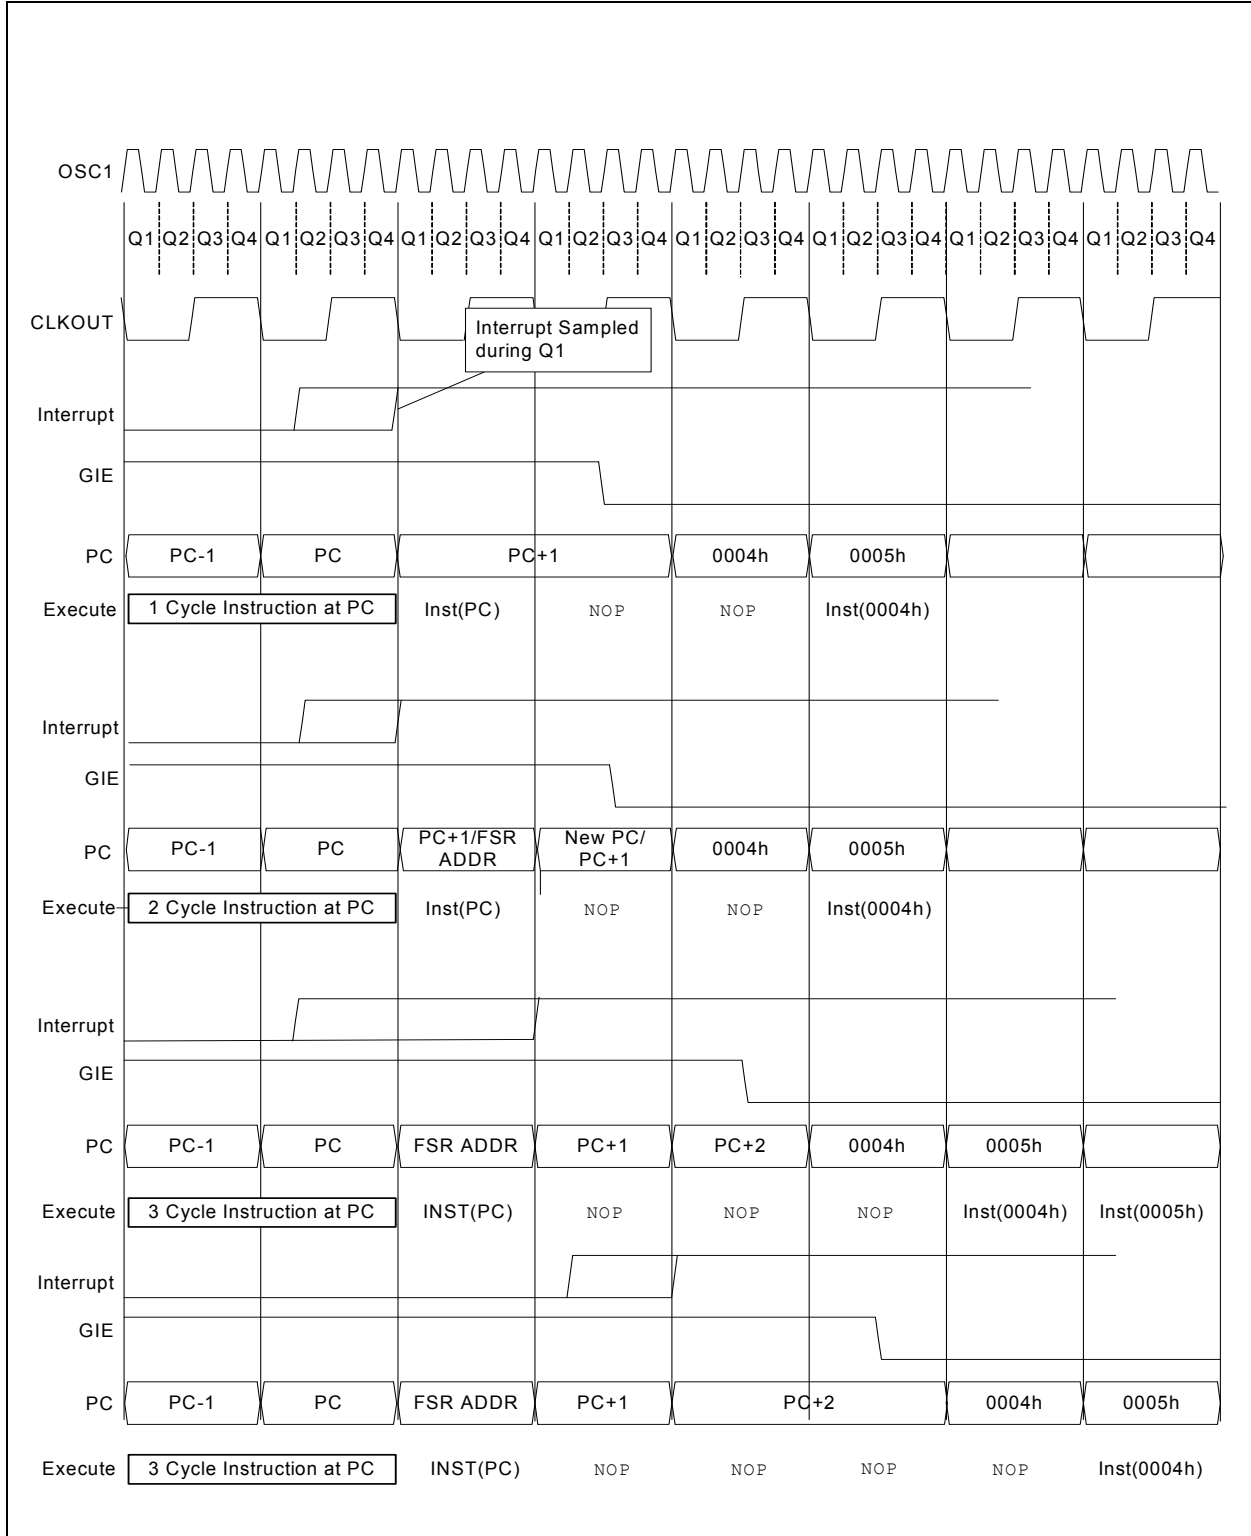 OSC1
Q1 Q2 Q3 Q4 Q1 Q2 Q3 Q4 Q1 Q2 Q3 Q4 Q1 Q2 Q3 Q4 Q1 Q2 Q3 Q4 Q1 Q2 Q3 Q4 Q1 Q2 Q3 Q4 Q1 Q2 Q3 Q4
CLKOUT
Interrupt Sampled
during Q1
Interrupt
GIE
PC PC-1 PC PC+1 0004h 0005h
Execute 1 Cycle Instruction at PC Inst(PC) NOP NOP Inst(0004h)
Interrupt
GIE
PC PC-1 PC PC+1/FSR ADDR New PC/ PC+1 0004h 0005h
Execute 2 Cycle Instruction at PC Inst(PC) NOP NOP Inst(0004h)
Interrupt
GIE
PC PC-1 PC FSR ADDR PC+1 PC+2 0004h 0005h
Execute 3 Cycle Instruction at PC INST(PC) NOP NOP NOP Inst(0004h) Inst(0005h)
Interrupt
GIE
PC PC-1 PC FSR ADDR PC+1 PC+2 0004h 0005h
Execute 3 Cycle Instruction at PC INST(PC) NOP NOP NOP NOP Inst(0004h)